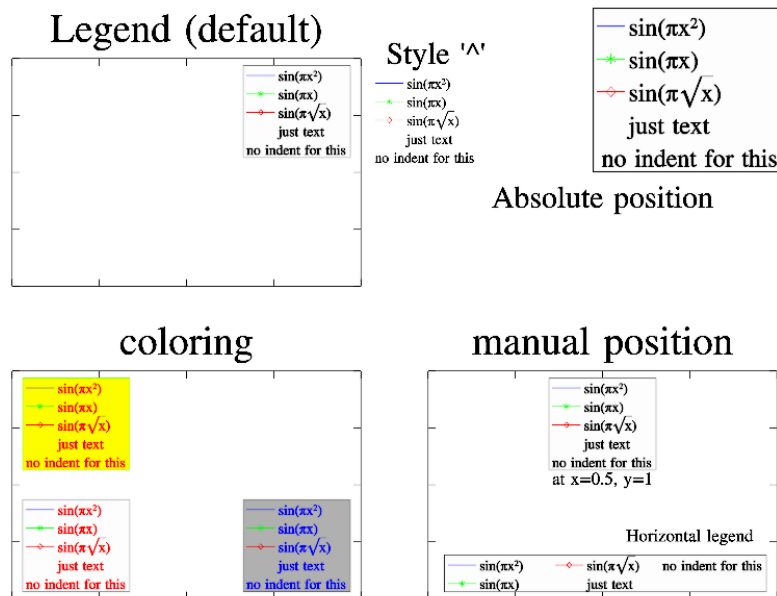 Legend (default)
sin(πx²)
sin(πx)
sin(π√x)
just text
no indent for this
Style '^'
sin(πx²)
sin(πx)
sin(π√x)
just text
no indent for this
sin(πx²)
sin(πx)
sin(π√x)
just text
no indent for this
Absolute position
coloring
sin(πx²)
sin(πx)
sin(π√x)
just text
no indent for this
sin(πx²)
sin(πx)
sin(π√x)
just text
no indent for this
sin(πx²)
sin(πx)
sin(π√x)
just text
no indent for this
manual position
sin(πx²)
sin(πx)
sin(π√x)
just text
no indent for this
at x=0.5, y=1
Horizontal legend
sin(πx²) sin(π√x) no indent for this
sin(πx) just text